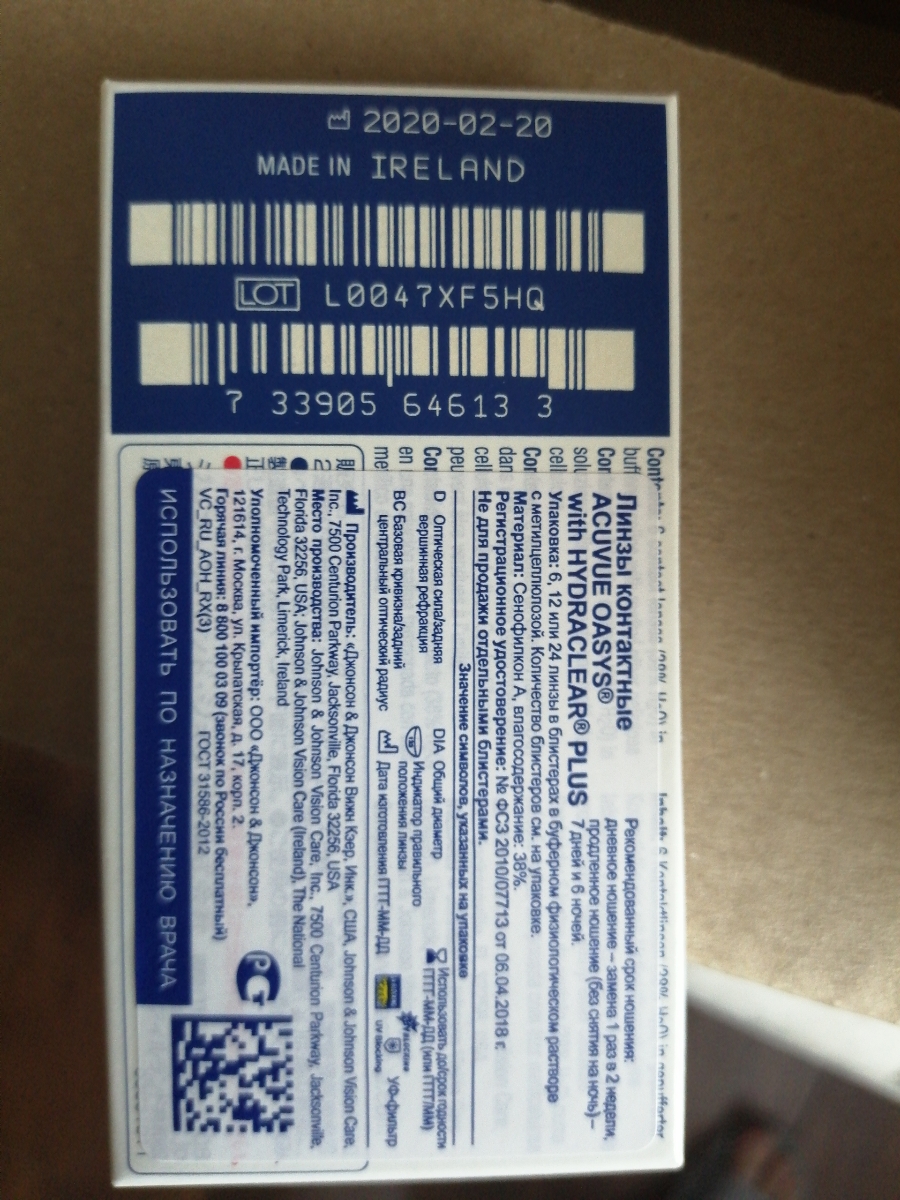 2020-02-20
MADE IN IRELAND
LOT L0047XF5HQ
7 33905 64613 3
Линзы контактные
ACUVUE OASYS®
with HYDRACLEAR® PLUS
Рекомендованный срок ношения:
дневное ношение – замена 1 раз в 2 недели,
продленное ношение (без снятия на ночь)–
7 дней и 6 ночей.
Упаковка: 6, 12 или 24 линзы в блистерах в буферном физиологическом растворе
с метилцеллюлозой. Количество блистеров см. на упаковке.
Материал: Сенофилкон А, влагосодержание: 38%.
Регистрационное удостоверение: № ФСЗ 2010/07713 от 06.04.2018 г.
Не для продажи отдельными блистерами.
Значение символов, указанных на упаковке
D Оптическая сила/задняя
вершинная рефракция
DIA Общий диаметр
Использовать до/срок годности
ГГГГ-ММ-ДД (или ГГГГ/ММ)
BC Базовая кривизна/задний
центральный оптический радиус
Индикатор правильного
положения линзы
Дата изготовления ГГГГ-ММ-ДД
UV Blocking
УФ-фильтр
Производитель: «Джонсон & Джонсон Вижн Кэер, Инк.», США, Johnson & Johnson Vision Care,
Inc., 7500 Centurion Parkway, Jacksonville, Florida 32256, USA
Место производства: Johnson & Johnson Vision Care, Inc., 7500 Centurion Parkway, Jacksonville,
Florida 32256, USA; Johnson & Johnson Vision Care (Ireland), The National
Technology Park, Limerick, Ireland
Уполномоченный импортёр: ООО «Джонсон & Джонсон»,
121614, г. Москва, ул. Крылатская, д. 17, корп. 2.
Горячая линия: 8 800 100 03 09 (звонок по России бесплатный)
VC_RU_AOH_RX(3)
ГОСТ 31586-2012
ИСПОЛЬЗОВАТЬ ПО НАЗНАЧЕНИЮ ВРАЧА